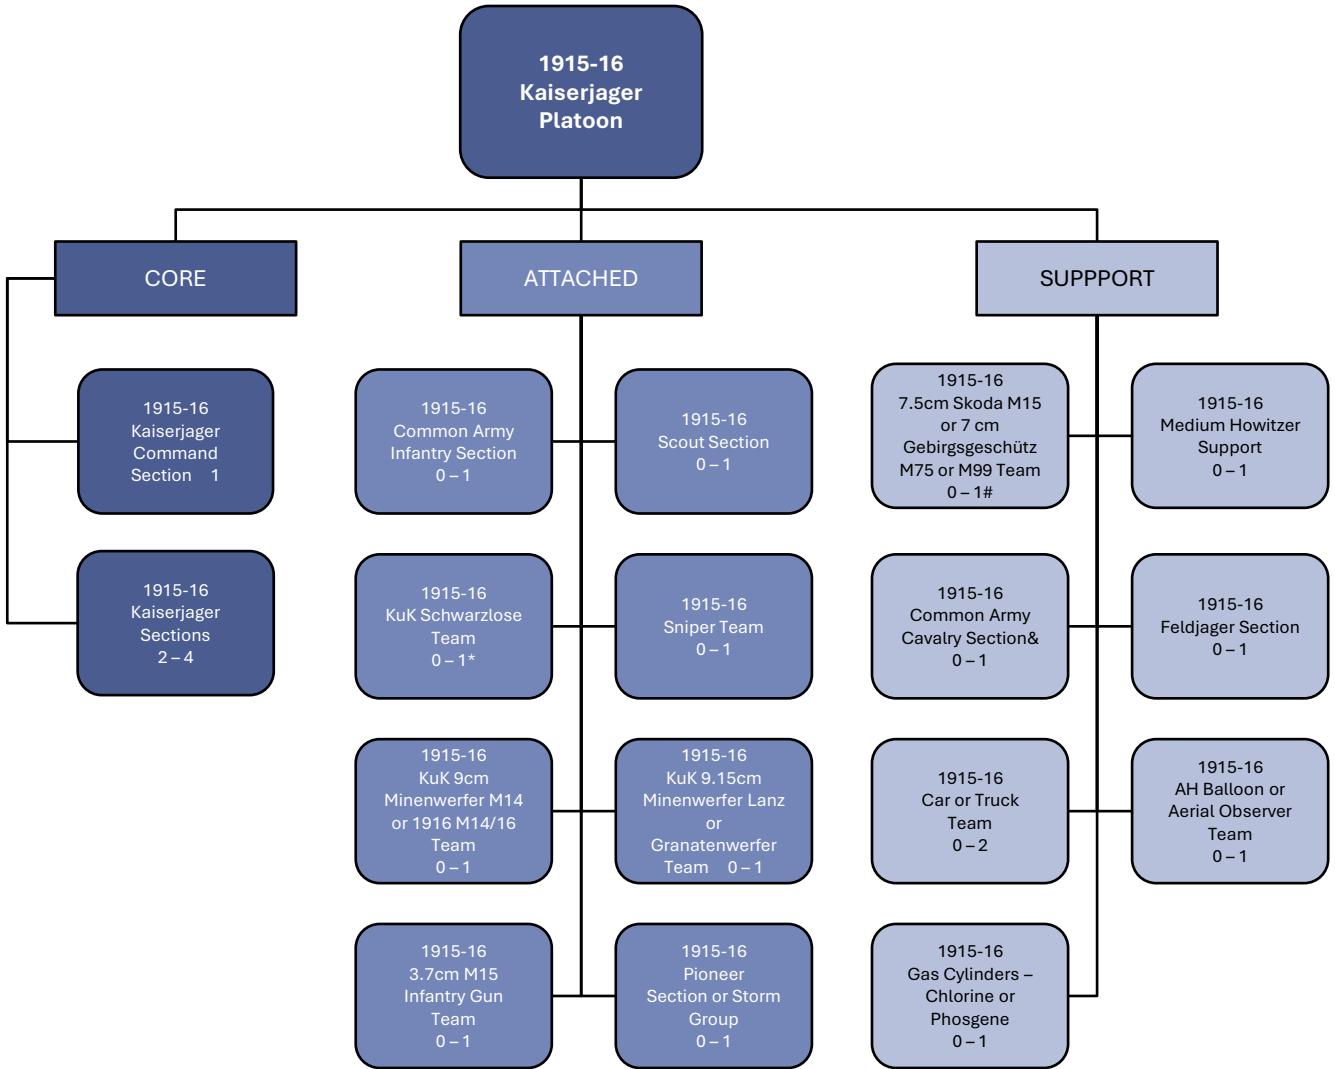 1915-16
Kaiserjager
Platoon
CORE
ATTACHED
SUPPPORT
1915-16
Kaiserjager
Command
Section 1
1915-16
Kaiserjager
Sections
2 – 4
1915-16
Common Army
Infantry Section
0 – 1
1915-16
Scout Section
0 – 1
1915-16
KuK Schwarzlose
Team
0 – 1*
1915-16
Sniper Team
0 – 1
1915-16
KuK 9cm
Minenwerfer M14
or 1916 M14/16
Team
0 – 1
1915-16
KuK 9.15cm
Minenwerfer Lanz
or
Granatenwerfer
Team 0 – 1
1915-16
3.7cm M15
Infantry Gun
Team
0 – 1
1915-16
Pioneer
Section or Storm
Group
0 – 1
1915-16
7.5cm Skoda M15
or 7 cm
Gebirgsgeschütz
M75 or M99 Team
0 – 1#
1915-16
Medium Howitzer
Support
0 – 1
1915-16
Common Army
Cavalry Section&
0 – 1
1915-16
Feldjager Section
0 – 1
1915-16
Car or Truck
Team
0 – 2
1915-16
AH Balloon or
Aerial Observer
Team
0 – 1
1915-16
Gas Cylinders –
Chlorine or
Phosgene
0 – 1